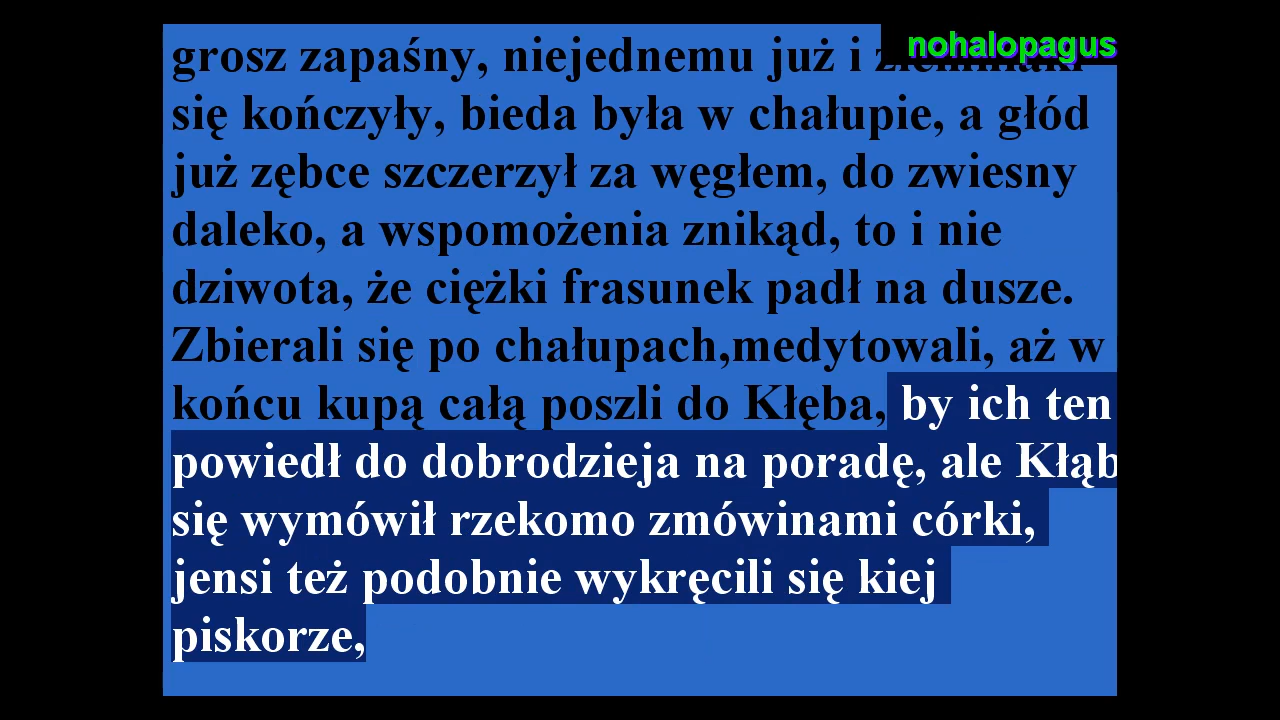 nohalopagus
grosz zapaśny, niejednemu już i
się kończyły, bieda była w chałupie, a głód
już zębce szczerzył za węgłem, do zwiesny
daleko, a wspomożenia znikąd, to i nie
dziwota, że ciężki frasunek padł na dusze.
Zbierali się po chałupach,medytowali, aż w
końcu kupą całą poszli do Kłęba, by ich ten
powiedł do dobrodzieja na poradę, ale Kłąb
się wymówił rzekomo zmówinami córki,
jensi też podobnie wykręcili się kiej
piskorze,